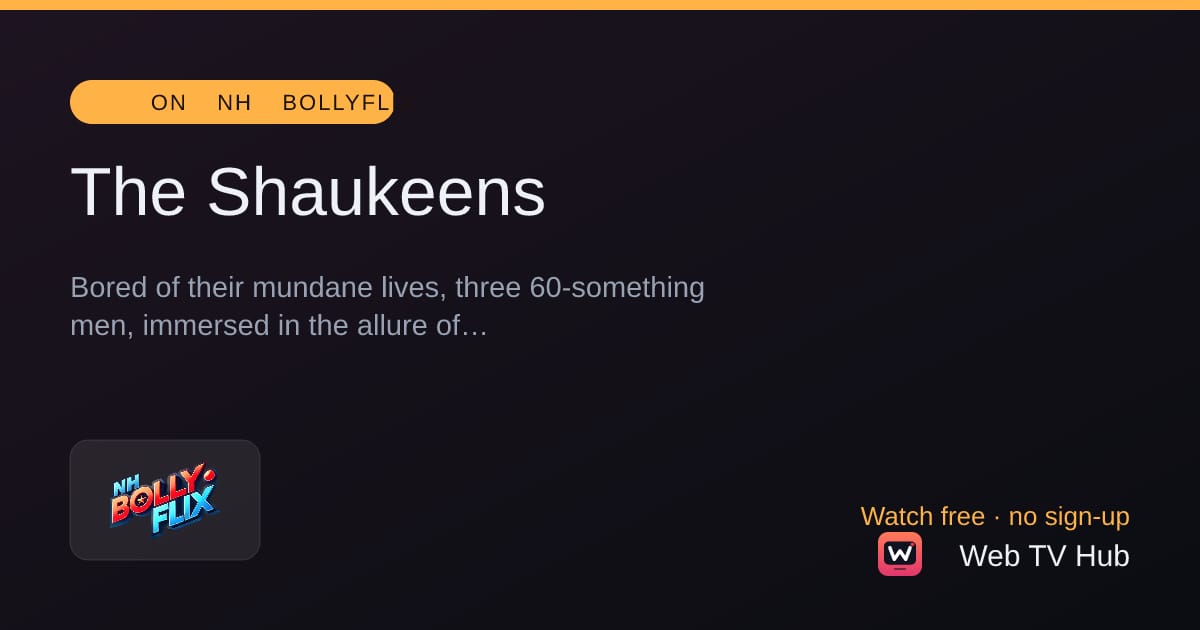 ON NH BOLLYFL
The Shaukeens
Bored of their mundane lives, three 60-something
men, immersed in the allure of…
NH
BOLLY
FLIX
Watch free · no sign-up
W
Web TV Hub